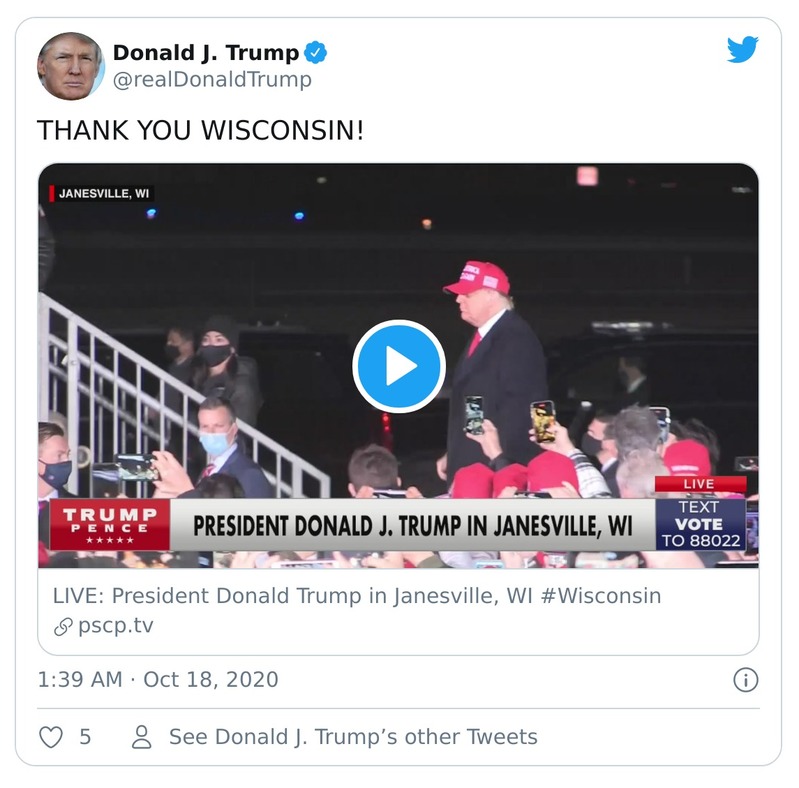 Donald J. Trump
@realDonaldTrump
THANK YOU WISCONSIN!
JANESVILLE, WI
LIVE
TRUMP
PENCE
PRESIDENT DONALD J. TRUMP IN JANESVILLE, WI
TEXT
VOTE
TO 88022
LIVE: President Donald Trump in Janesville, WI #Wisconsin
pscp.tv
1:39 AM · Oct 18, 2020
5
See Donald J. Trump’s other Tweets